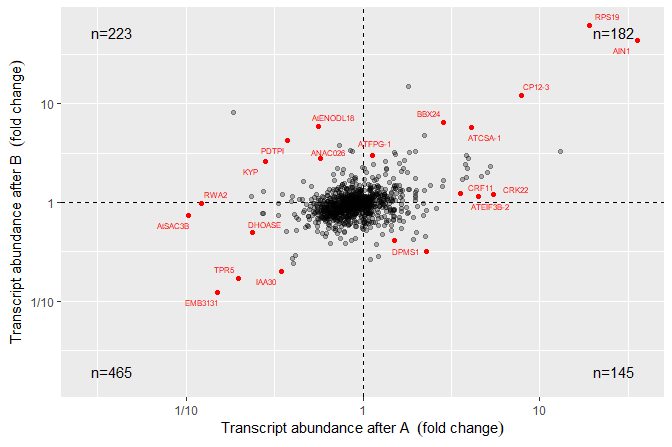 RPS19
n=223
n=182
AIN1
CP12-3
10
BBX24
AtENODL18
ATCSA-1
ATFPG-1
PDTPI
ANAC026
KYP
CRF11
CRK22
RWA2
1
ATEIF3B-2
AtSAC3B
DHOASE
DPMS1
TPR5
IAA30
1/10
EMB3131
n=465
n=145
1/10
1
10
Transcript abundance after A (fold change)
Transcript abundance after B (fold change)